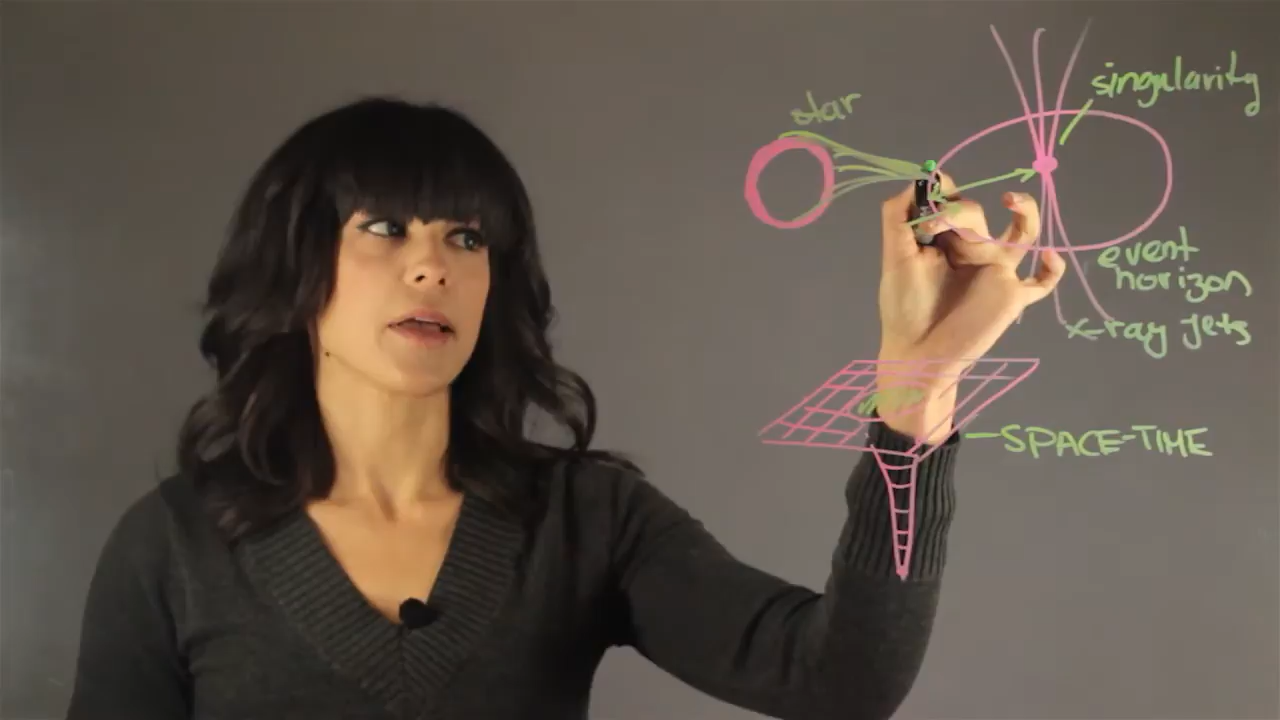 star
singularity
event
horizon
x-ray jets
SPACE-TIME